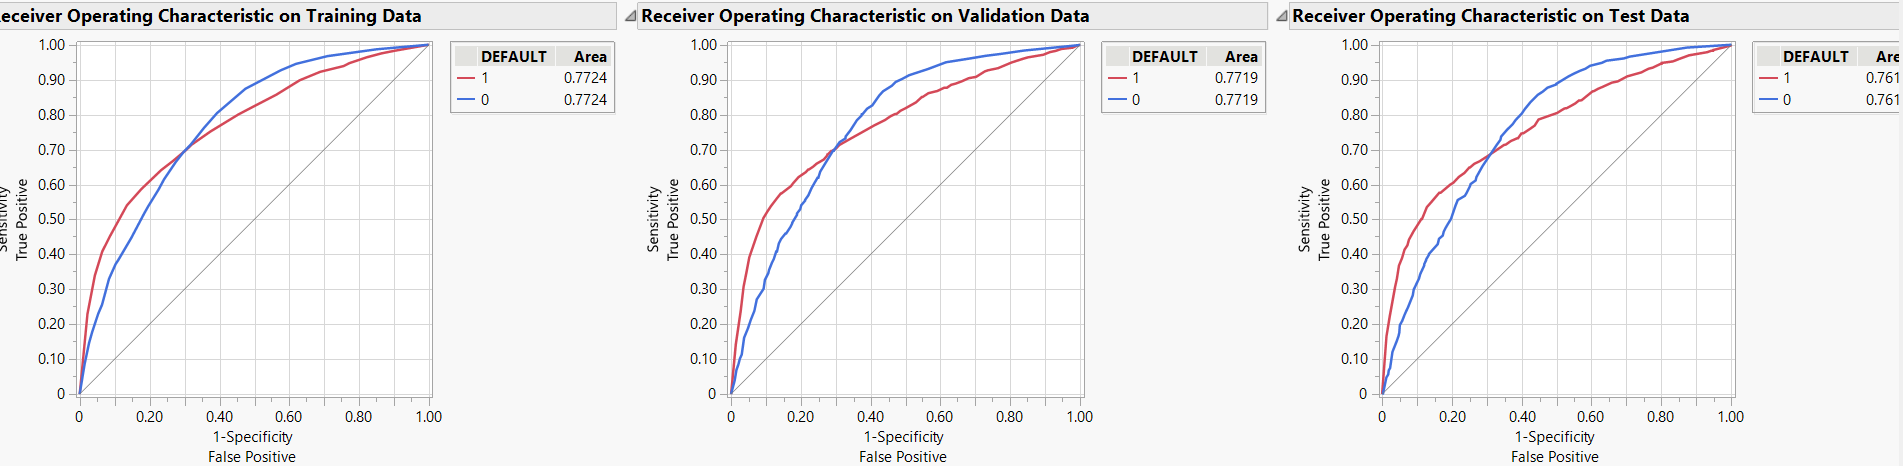 eceiver Operating Characteristic on Training Data
1.00
0.90
0.80
0.70
0.60
0.50
0.40
0.30
0.20
0.10
0
Sensitivity
True Positive
0 0.20 0.40 0.60 0.80 1.00
1-Specificity
False Positive
DEFAULT Area
1 0.7724
0 0.7724
Receiver Operating Characteristic on Validation Data
1.00
0.90
0.80
0.70
0.60
0.50
0.40
0.30
0.20
0.10
0
Sensitivity
True Positive
0 0.20 0.40 0.60 0.80 1.00
1-Specificity
False Positive
DEFAULT Area
1 0.7719
0 0.7719
Receiver Operating Characteristic on Test Data
1.00
0.90
0.80
0.70
0.60
0.50
0.40
0.30
0.20
0.10
0
Sensitivity
True Positive
0 0.20 0.40 0.60 0.80 1.00
1-Specificity
False Positive
DEFAULT Are
1 0.761
0 0.761